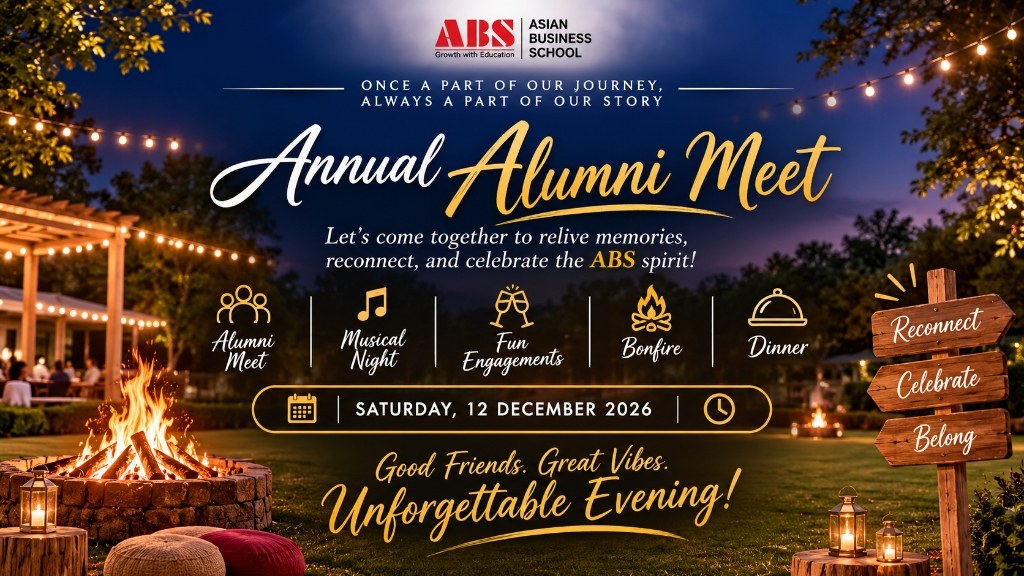 ABS
Growth with Education
ASIAN
BUSINESS
SCHOOL
ONCE A PART OF OUR JOURNEY,
ALWAYS A PART OF OUR STORY
Annual Alumni Meet
Let's come together to relive memories,
reconnect, and celebrate the ABS spirit!
Alumni
Meet
Musical
Night
Fun
Engagements
Bonfire
Dinner
SATURDAY, 12 DECEMBER 2026
Good Friends. Great Vibes.
Unforgettable Evening!
Reconnect
Celebrate
Belong